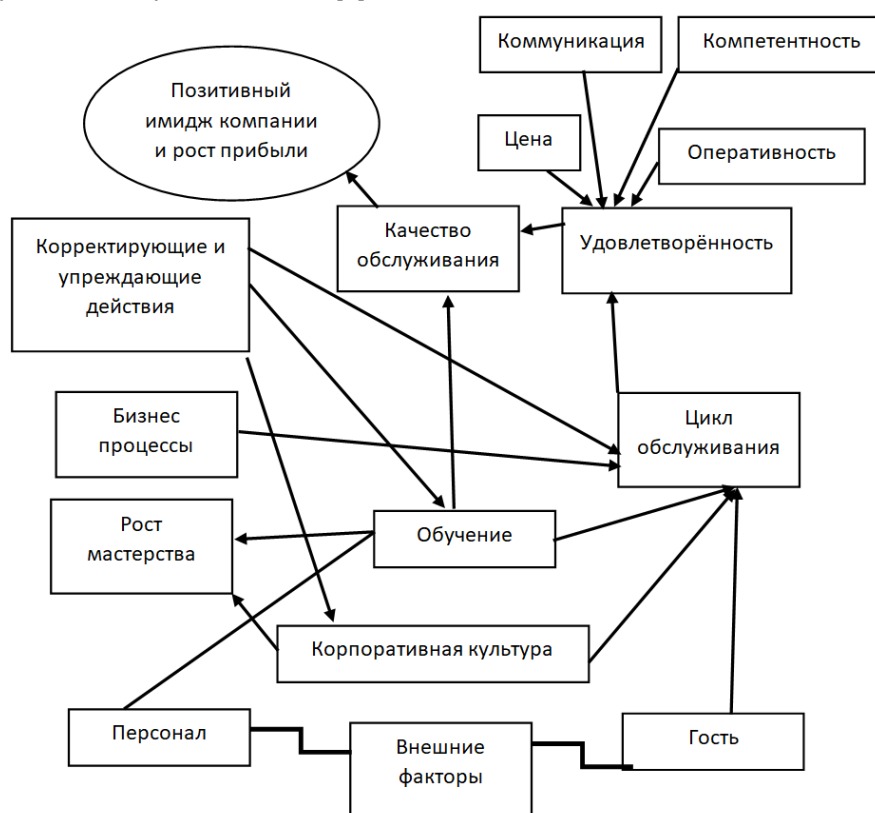 Коммуникация
Компетентность
Позитивный
имидж компании
и рост прибыли
Цена
Оперативность
Качество
обслуживания
Удовлетворённость
Корректирующие и
упреждающие
действия
Бизнес
процессы
Цикл
обслуживания
Рост
мастерства
Обучение
Корпоративная культура
Персонал
Внешние
факторы
Гость